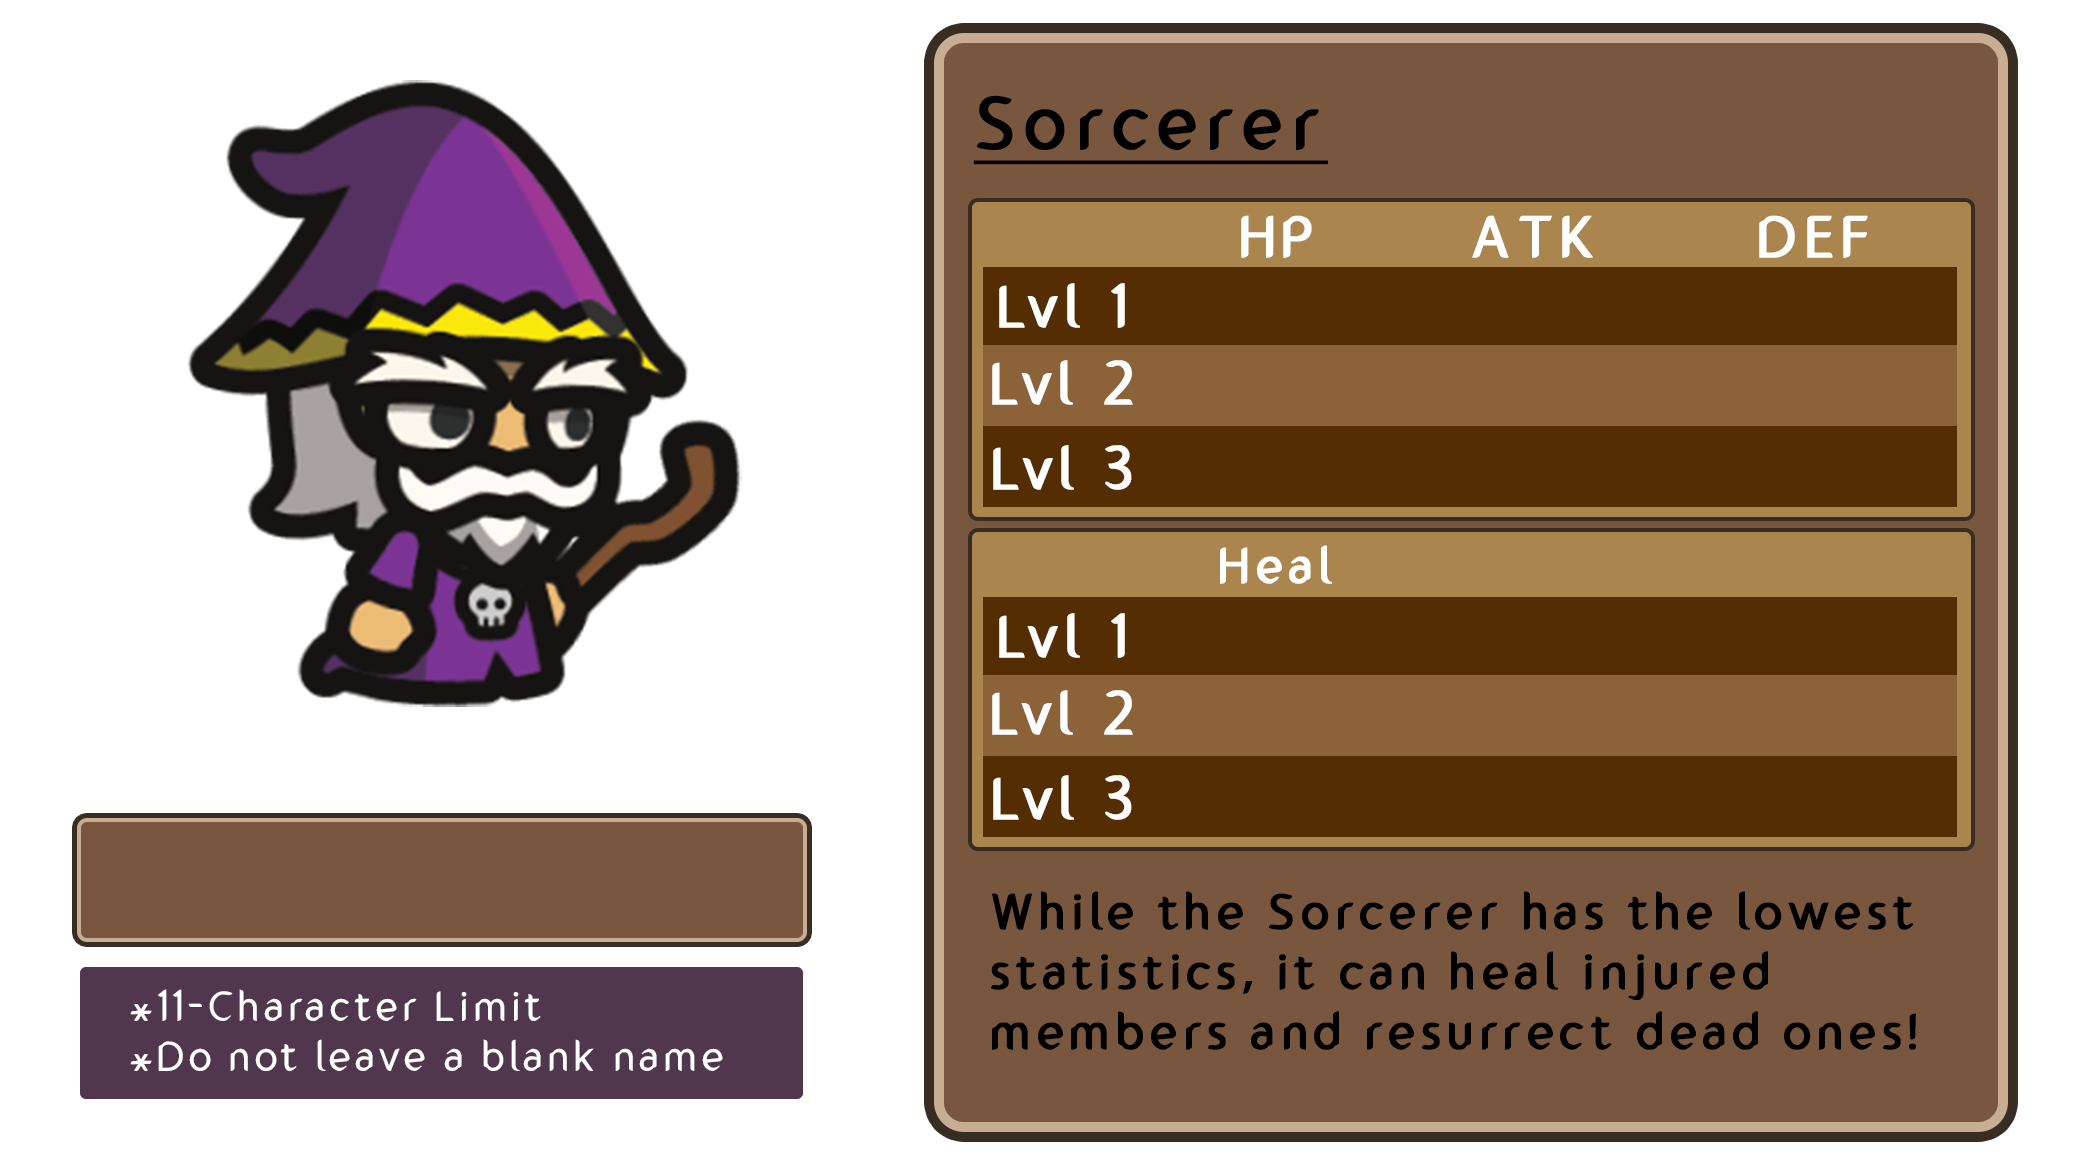 Sorcerer
HP ATK DEF
Lvl 1
Lvl 2
Lvl 3
Heal
Lvl 1
Lvl 2
Lvl 3
While the Sorcerer has the lowest
statistics, it can heal injured
members and resurrect dead ones!
*11-Character Limit
*Do not leave a blank name